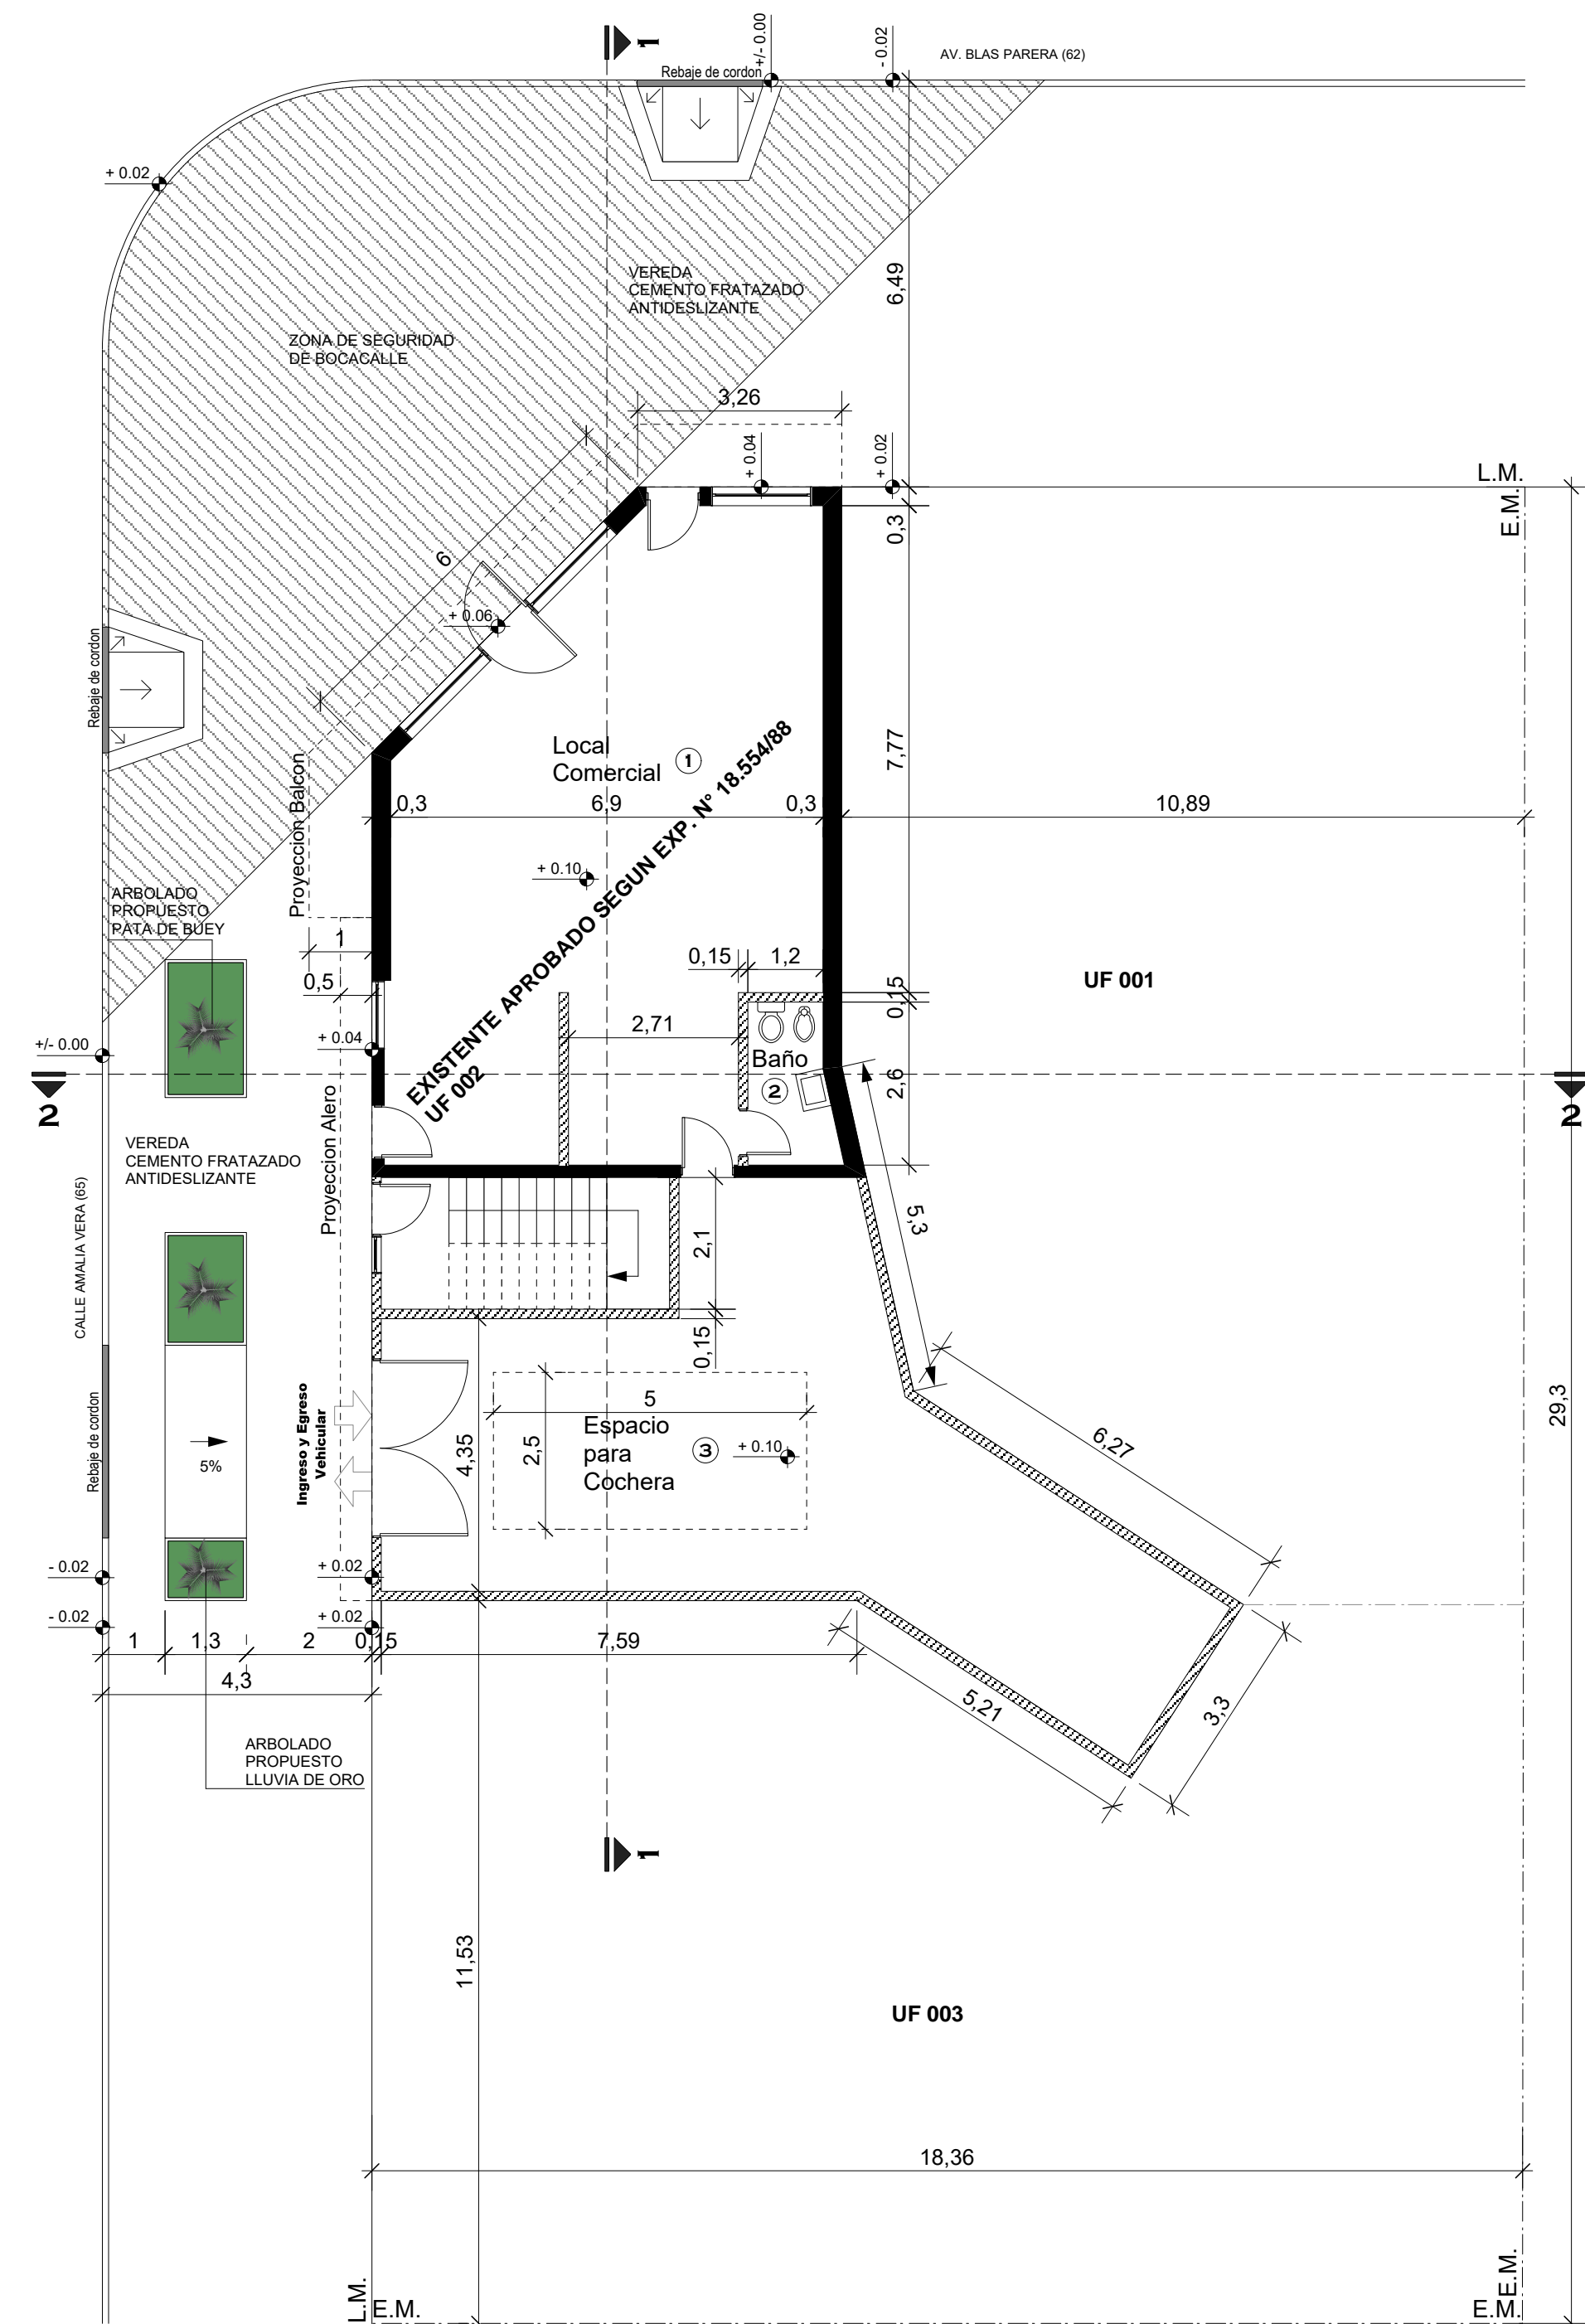 1
+/- 0.00
- 0.02
AV. BLAS PARERA (62)
Rebaje de cordon
+ 0.02
VEREDA
CEMENTO FRATAZADO
ANTIDESLIZANTE
6,49
ZONA DE SEGURIDAD
DE BOCACALLE
3,26
+ 0.04
+ 0.02
L.M.
E.M.
0,3
6
+ 0.06
Rebaje de cordon
Local
Comercial
1
7,77
Proyeccion Balcon
0,3
6,9
0,3
10,89
EXISTENTE APROBADO SEGUN EXP. N° 18.554/88
UF 002
+ 0.10
ARBOLADO
PROPUESTO
PATA DE BUEY
1
0,5
0,15
1,2
0,15
UF 001
2,71
+/- 0.00
+ 0.04
Baño
2
2,6
2
2
Proyeccion Alero
VEREDA
CEMENTO FRATAZADO
ANTIDESLIZANTE
CALLE AMALIA VERA (65)
5,3
2,1
0,15
Rebaje de cordon
5%
Ingreso y Egreso
Vehicular
4,35
2,5
5
Espacio
para
Cochera
3
+ 0.10
6,27
29,3
- 0.02
+ 0.02
- 0.02
+ 0.02
1
1,3
2
0,15
7,59
4,3
5,21
3,3
ARBOLADO
PROPUESTO
LLUVIA DE ORO
1
11,53
UF 003
18,36
L.M.
E.M.
E.M.
E.M.